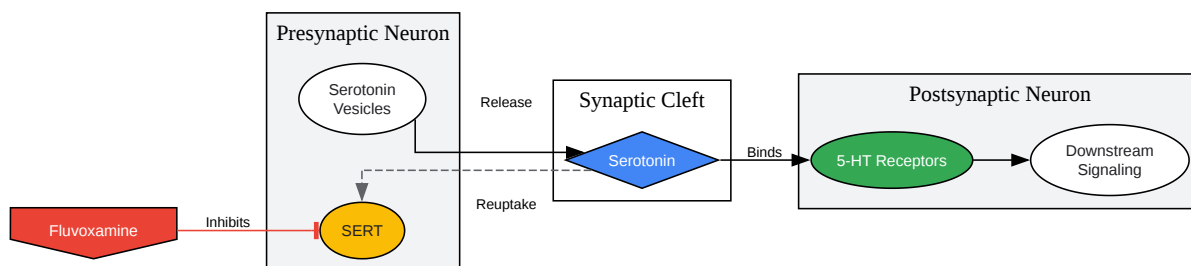 Presynaptic Neuron
Serotonin
Vesicles
Release
Synaptic Cleft
Serotonin
Binds
Postsynaptic Neuron
5-HT Receptors
Downstream
Signaling
Reuptake
Fluvoxamine
Inhibits
SERT